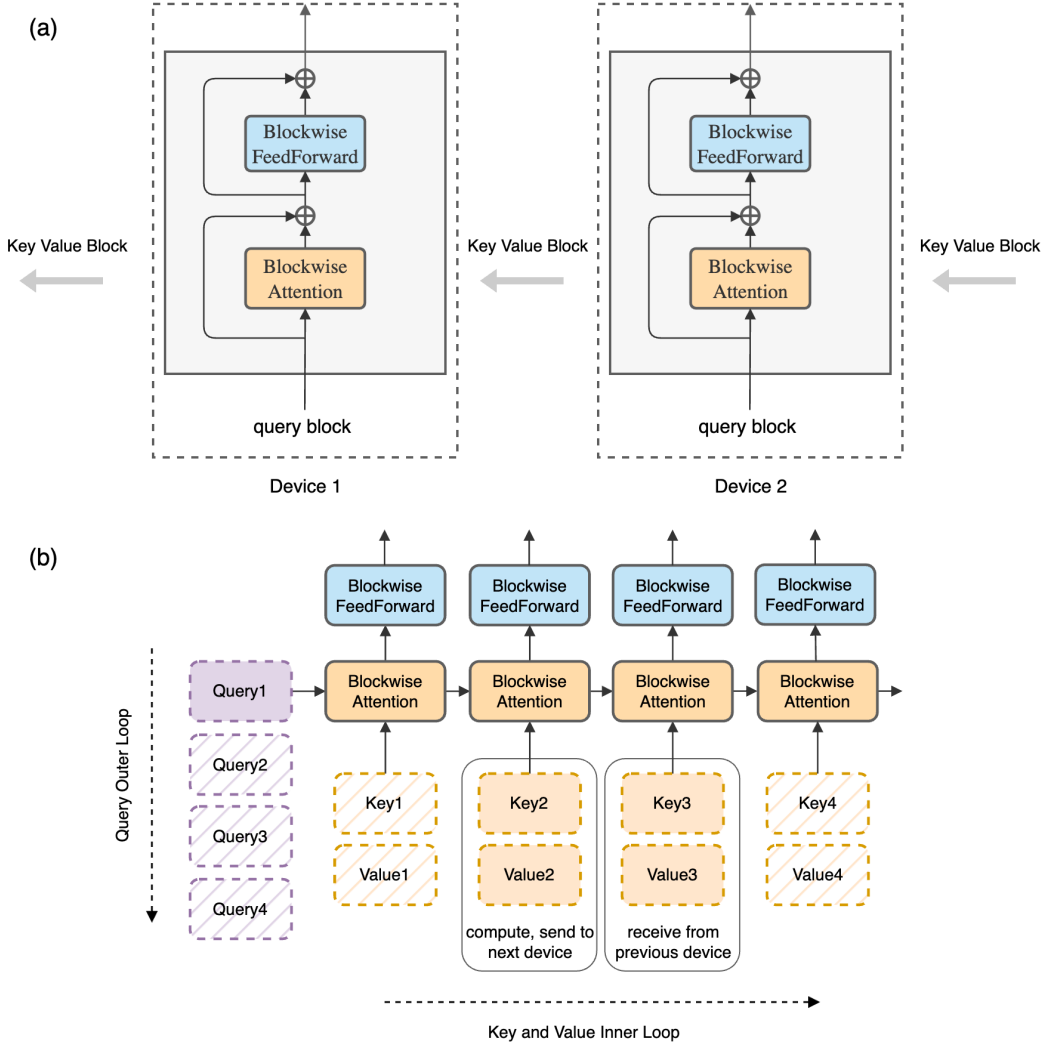 (a)
Blockwise
FeedForward
Blockwise
FeedForward
Key Value Block
Key Value Block
Key Value Block
Blockwise
Attention
Blockwise
Attention
query block
query block
Device 1
Device 2
(b)
Blockwise
FeedForward
Blockwise
FeedForward
Blockwise
FeedForward
Blockwise
FeedForward
Query1
Blockwise
Attention
Blockwise
Attention
Blockwise
Attention
Blockwise
Attention
Query Outer Loop
Query2
Query3
Query4
Key1
Key2
Key3
Key4
Value1
Value2
Value3
Value4
compute, send to
next device
receive from
previous device
Key and Value Inner Loop